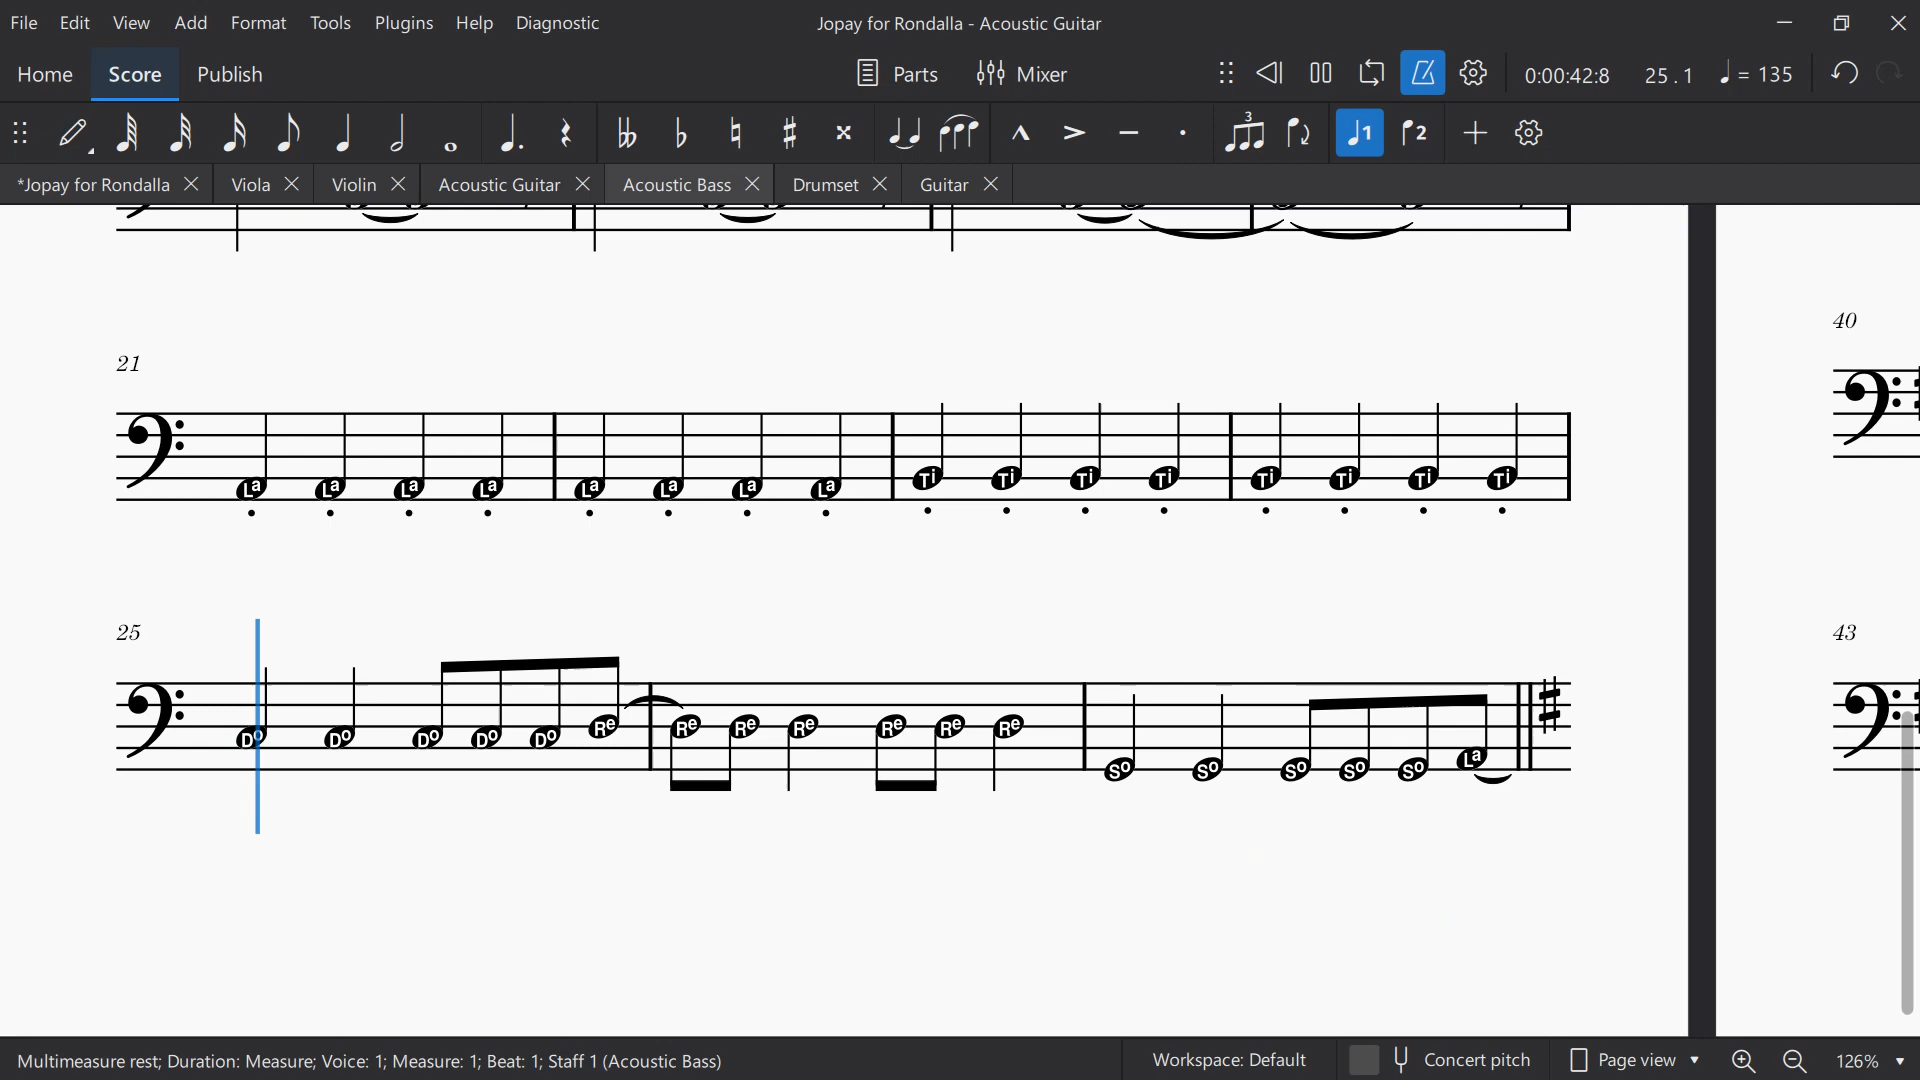 File Edit View Add Format Tools Plugins Help Diagnostic
Jopay for Rondalla - Acoustic Guitar
Home Score Publish
Parts Mixer
0:00:42:8 25 . 1 = 135
3
1 2
*Jopay for Rondalla Viola Violin Acoustic Guitar Acoustic Bass Drumset Guitar
21
La La La La La La La La Ti Ti Ti Ti Ti Ti Ti Ti
25
Do Do Do Do Do Re Re Re Re Re Re Re So So So So So La
40
43
Multimeasure rest; Duration: Measure; Voice: 1; Measure: 1; Beat: 1; Staff 1 (Acoustic Bass)
Workspace: Default
Concert pitch
Page view
126%